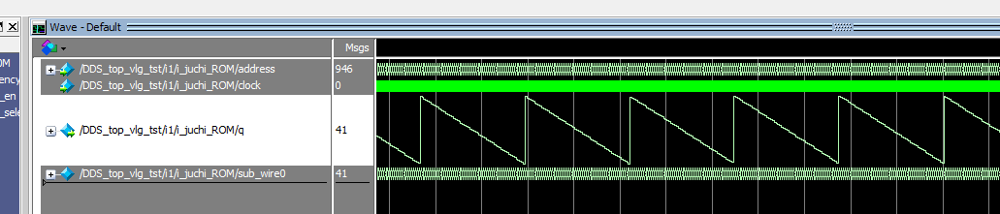 Wave - Default
Msgs
/DDS_top_vlg_tst/i1/i_juchi_ROM/address 946
/DDS_top_vlg_tst/i1/i_juchi_ROM/clock 0
/DDS_top_vlg_tst/i1/i_juchi_ROM/q 41
/DDS_top_vlg_tst/i1/i_juchi_ROM/sub_wire0 41
OM
ency
_en
_sele